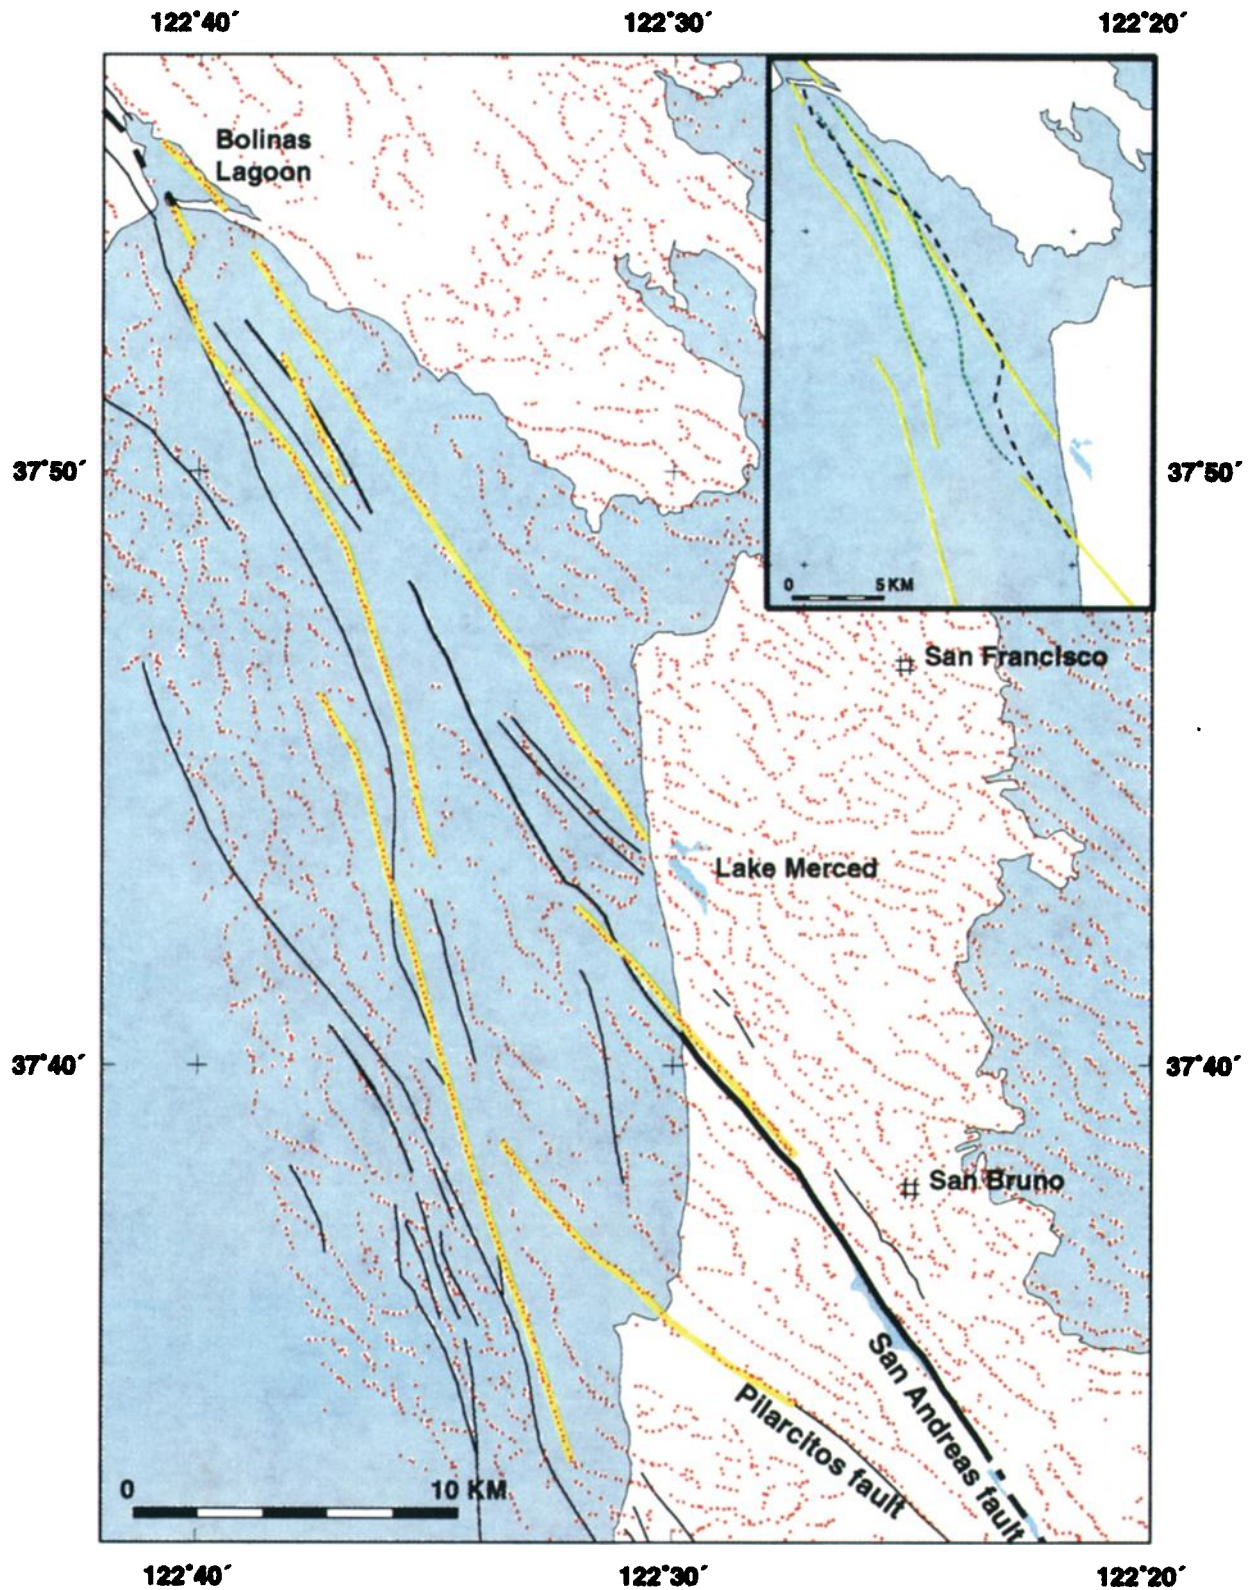 122°40′
122°30′
122°20′
Bolinas
Lagoon
37°50′
37°50′
0
5 KM
San Francisco
Lake Merced
37°40′
37°40′
San Bruno
San Andreas fault
Pilarcitos fault
0
10 KM
122°40′
122°30′
122°20′